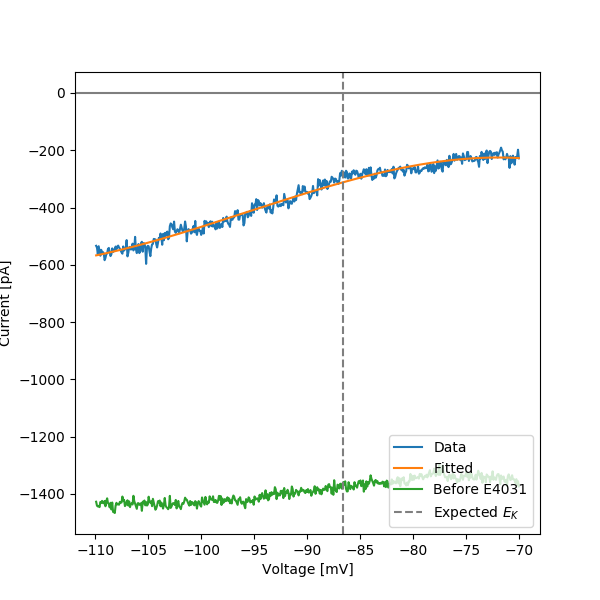 0
−200
−400
−600
−800
−1000
−1200
−1400
Current [pA]
Data
Fitted
Before E4031
Expected E_K
−110
−105
−100
−95
−90
−85
−80
−75
−70
Voltage [mV]